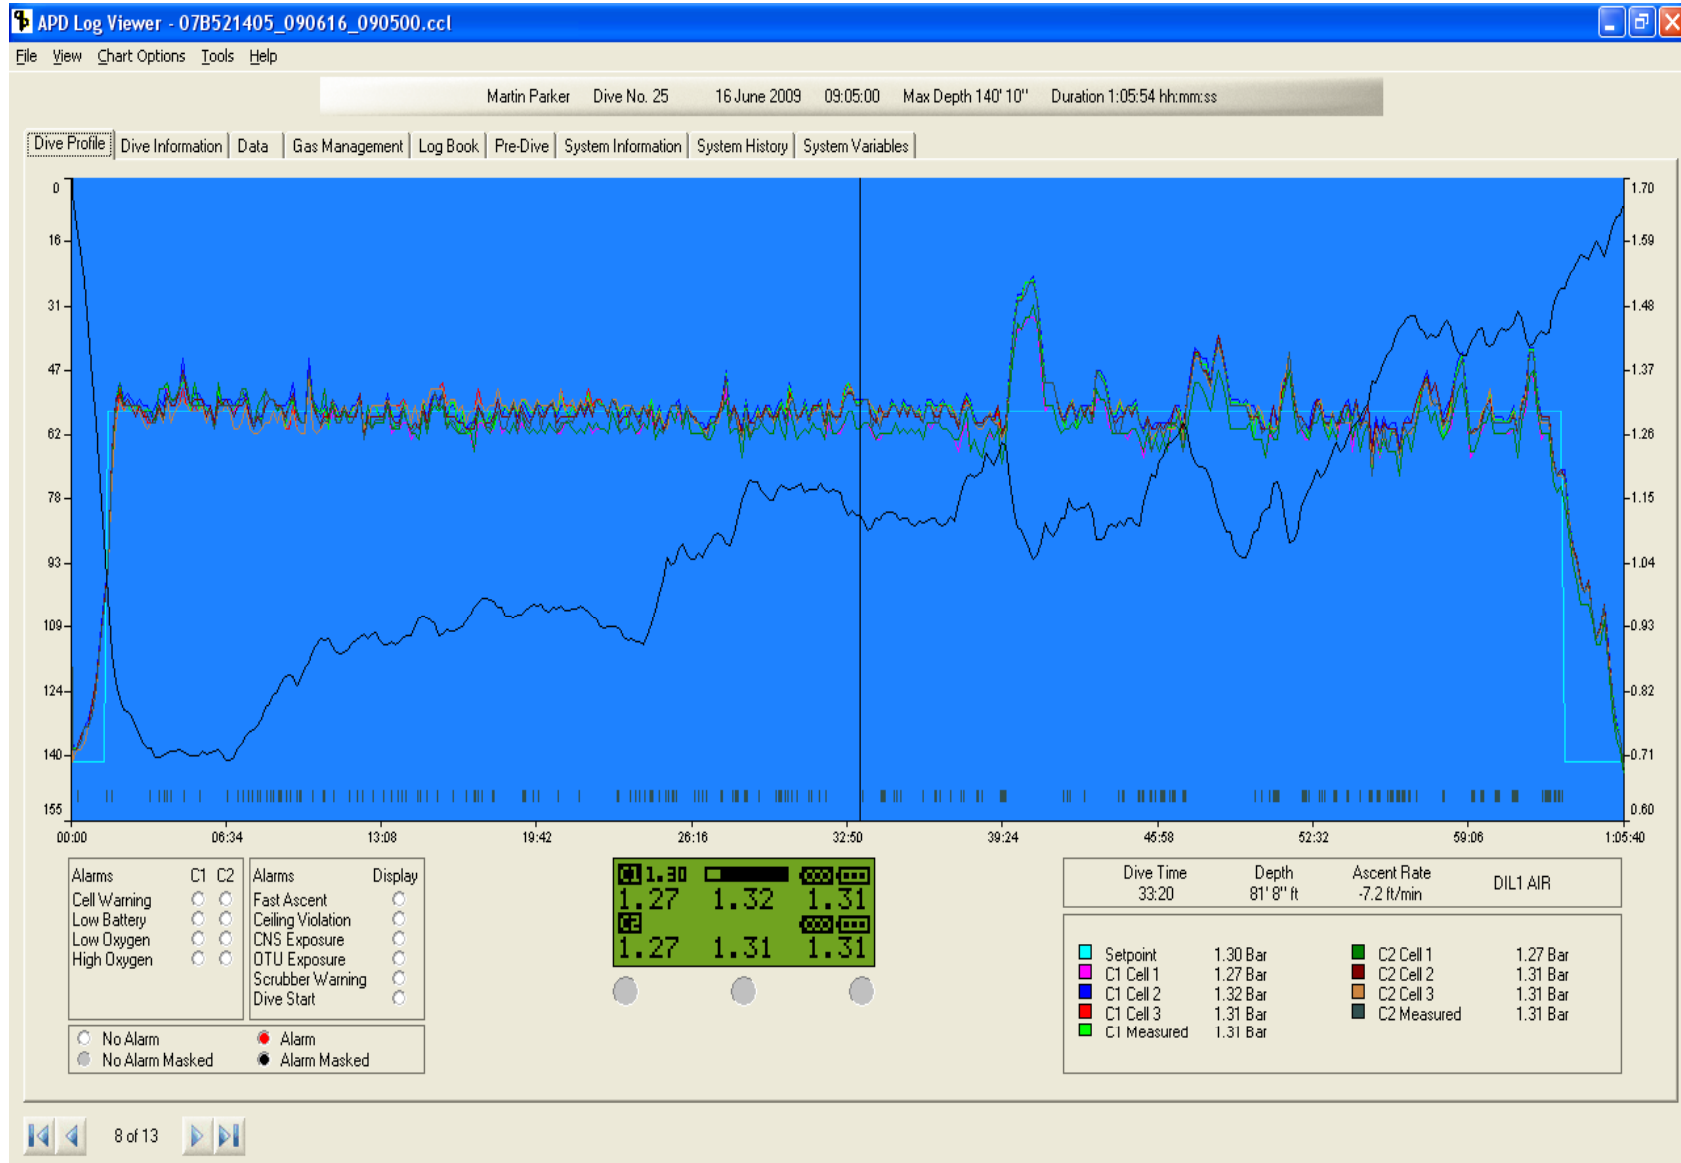 APD Log Viewer - 07B521405_090616_090500.ccl
File View Chart Options Tools Help
Martin Parker Dive No. 25 16 June 2009 09:05:00 Max Depth 140' 10'' Duration 1:05:54 hh:mm:ss
Dive Profile Dive Information Data Gas Management Log Book Pre-Dive System Information System History System Variables
0 1.70
16 1.59
31 1.48
47 1.37
62 1.26
78 1.15
93 1.04
109 0.93
124 0.82
140 0.71
155 0.60
00:00 06:34 13:08 19:42 26:16 32:50 39:24 45:58 52:32 59:06 1:05:40
Alarms C1 C2
Cell Warning
Low Battery
Low Oxygen
High Oxygen
Alarms Display
Fast Ascent
Ceiling Violation
CNS Exposure
OTU Exposure
Scrubber Warning
Dive Start
No Alarm Alarm
No Alarm Masked Alarm Masked
C1 1.30
1.27 1.32 1.31
C2
1.27 1.31 1.31
Dive Time Depth Ascent Rate DIL1 AIR
33:20 81' 8'' ft -7.2 ft/min
Setpoint 1.30 Bar C2 Cell 1 1.27 Bar
C1 Cell 1 1.27 Bar C2 Cell 2 1.31 Bar
C1 Cell 2 1.32 Bar C2 Cell 3 1.31 Bar
C1 Cell 3 1.31 Bar C2 Measured 1.31 Bar
C1 Measured 1.31 Bar
8 of 13